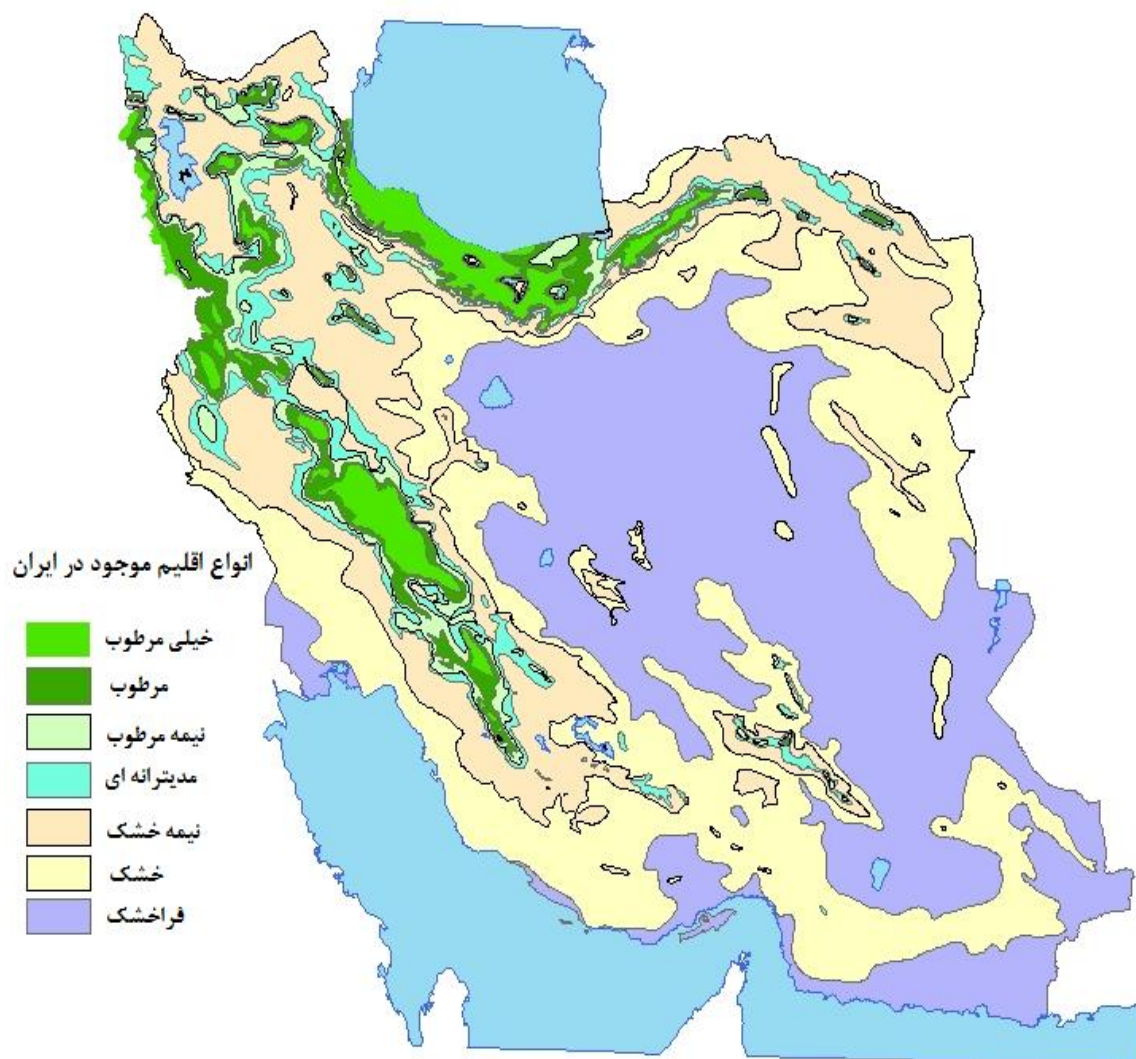 انواع اقلیم موجود در ایران
خیلی مرطوب
مرطوب
نیمه مرطوب
مدیترانه ای
نیمه خشک
خشک
فراخشک